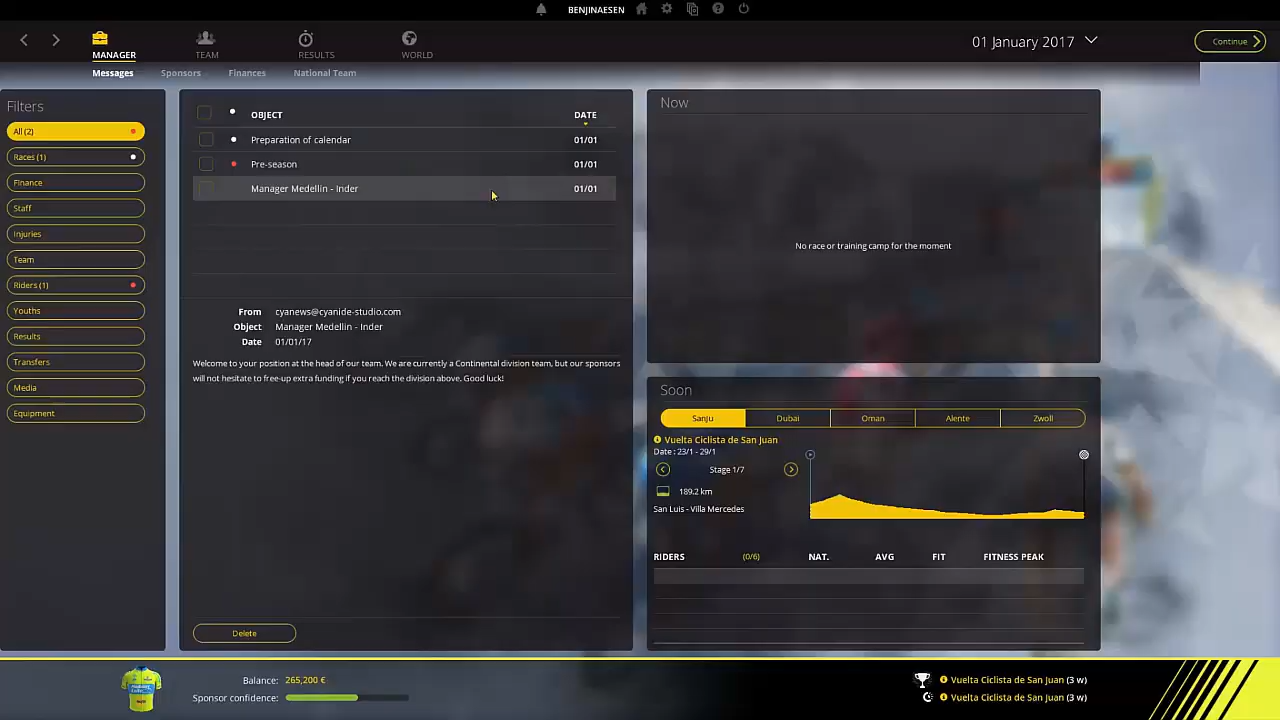 BENJINAESEN
MANAGER
TEAM
RESULTS
WORLD
01 January 2017
Continue
Messages
Sponsors
Finances
National Team
Filters
All (2)
Races (1)
Finance
Staff
Injuries
Team
Riders (1)
Youths
Results
Transfers
Media
Equipment
OBJECT DATE
Preparation of calendar 01/01
Pre-season 01/01
Manager Medellin - Inder 01/01
From cyanews@cyanide-studio.com
Object Manager Medellin - Inder
Date 01/01/17
Welcome to your position at the head of our team. We are currently a Continental division team, but our sponsors
will not hesitate to free-up extra funding if you reach the division above. Good luck!
Delete
Now
No race or training camp for the moment
Soon
Sanju Dubai Oman Alente Zwoll
Vuelta Ciclista de San Juan
Date : 23/1 - 29/1
Stage 1/7
189.2 km
San Luis - Villa Mercedes
RIDERS (0/6) NAT. AVG FIT FITNESS PEAK
Balance: 265,200 €
Sponsor confidence:
Vuelta Ciclista de San Juan (3 w)
Vuelta Ciclista de San Juan (3 w)